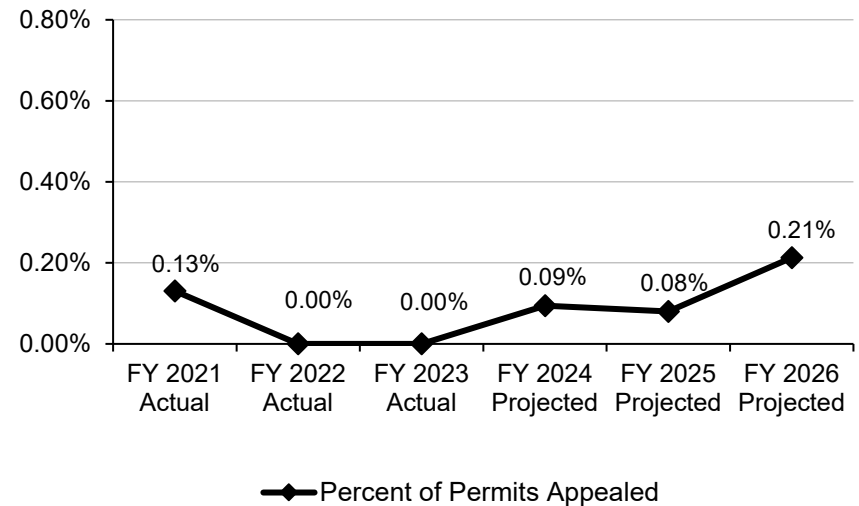 0.80%
0.60%
0.40%
0.20%
0.00%
0.13%
0.00%
0.00%
0.09%
0.08%
0.21%
FY 2021
Actual
FY 2022
Actual
FY 2023
Actual
FY 2024
Projected
FY 2025
Projected
FY 2026
Projected
Percent of Permits Appealed